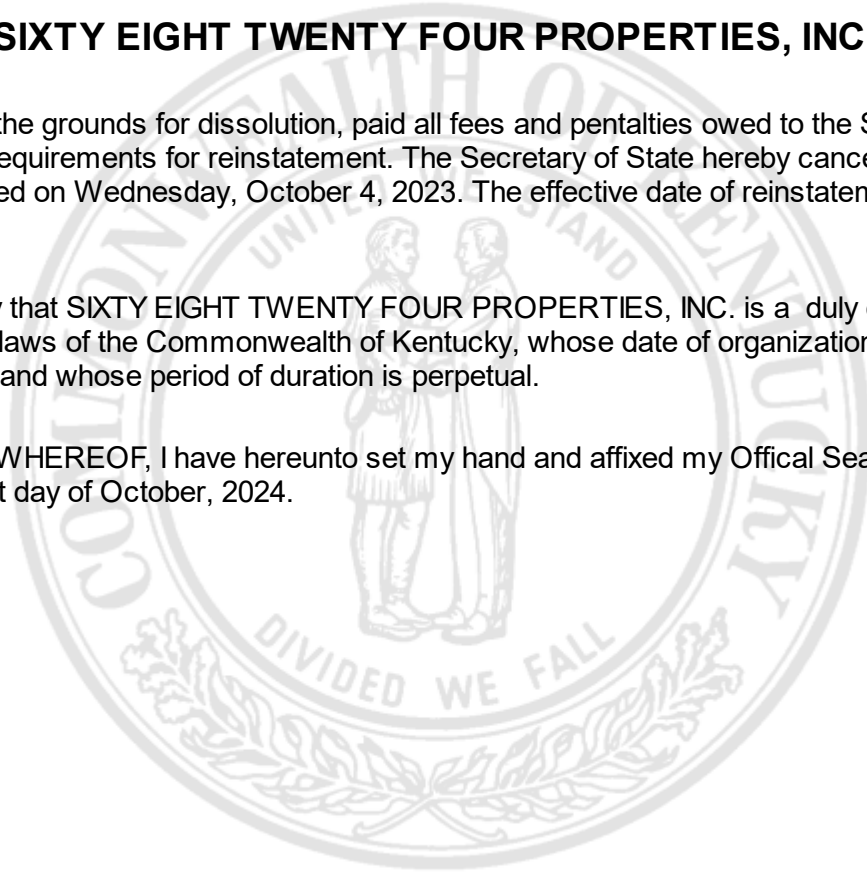 SIXTY EIGHT TWENTY FOUR PROPERTIES, INC
the grounds for dissolution, paid all fees and pentalties owed to the S
equirements for reinstatement. The Secretary of State hereby cance
ed on Wednesday, October 4, 2023. The effective date of reinstatem
y that SIXTY EIGHT TWENTY FOUR PROPERTIES, INC. is a duly
laws of the Commonwealth of Kentucky, whose date of organization
and whose period of duration is perpetual.
WHEREOF, I have hereunto set my hand and affixed my Offical Sea
t day of October, 2024.
COMMONWEALTH OF KENTUCKY
UNITED WE STAND
DIVIDED WE FALL